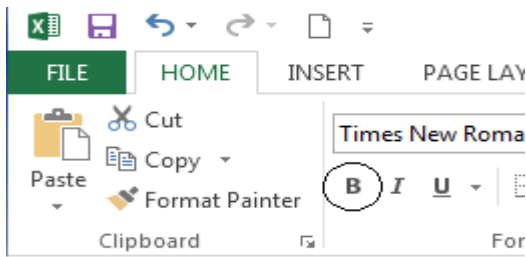 FILE HOME INSERT PAGE LAY
Cut
Times New Roma
Copy
Paste
B I U
Format Painter
Clipboard For